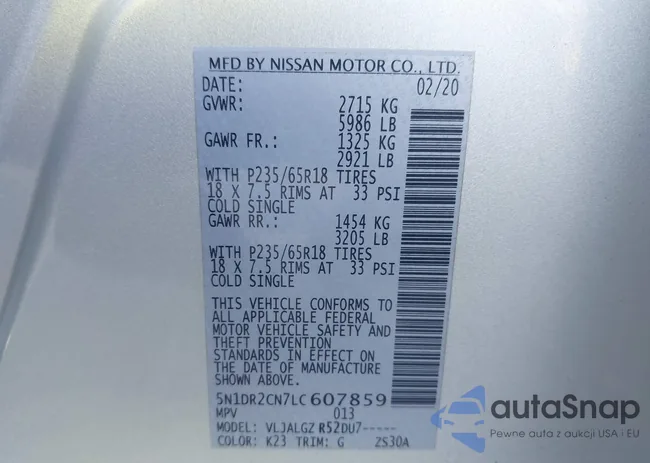 MFD BY NISSAN MOTOR CO., LTD.
DATE: 02/20
GVWR: 2715 KG
5986 LB
GAWR FR.: 1325 KG
2921 LB
WITH P235/65R18 TIRES
18 X 7.5 RIMS AT 33 PSI
COLD SINGLE
GAWR RR.: 1454 KG
3205 LB
WITH P235/65R18 TIRES
18 X 7.5 RIMS AT 33 PSI
COLD SINGLE
THIS VEHICLE CONFORMS TO
ALL APPLICABLE FEDERAL
MOTOR VEHICLE SAFETY AND
THEFT PREVENTION
STANDARDS IN EFFECT ON
THE DATE OF MANUFACTURE
SHOWN ABOVE.
5N1DR2CN7LC607859
MPV 013
MODEL: VLJALGZ R52DU7-----
COLOR: K23 TRIM: G ZS30A
autoSnap
Pewne auta z aukcji USA i EU